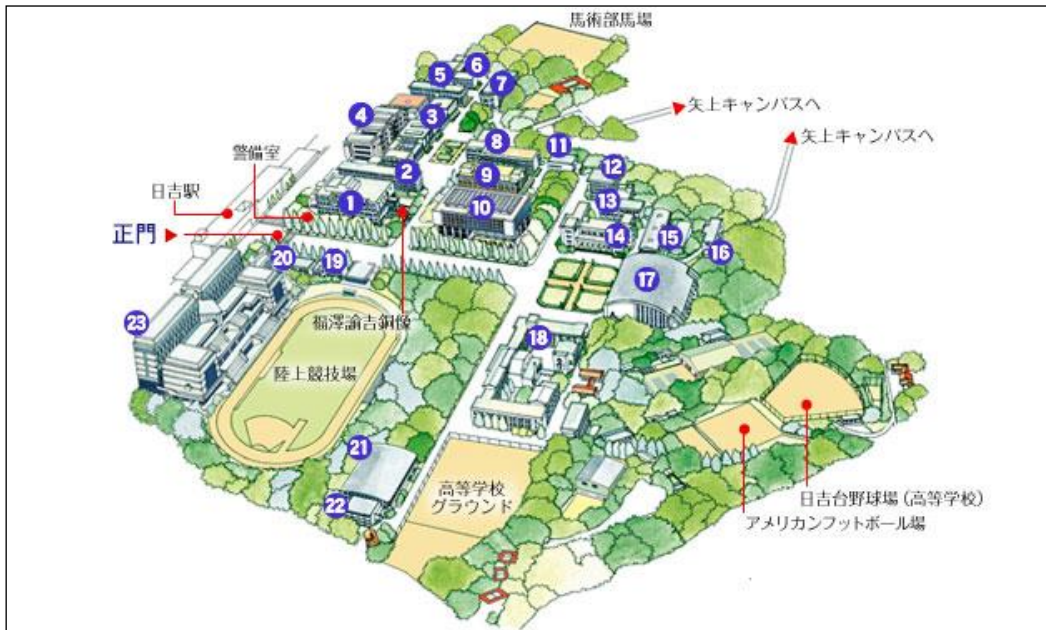 馬術部馬場
6
5
7
4
3
矢上キャンパスへ
矢上キャンパスへ
8
11
警備室
2
9
12
日吉駅
1
10
13
正門
14
15
16
20
19
17
23
福澤諭吉銅像
18
陸上競技場
21
22
高等学校
グラウンド
日吉台野球場(高等学校)
アメリカンフットボール場